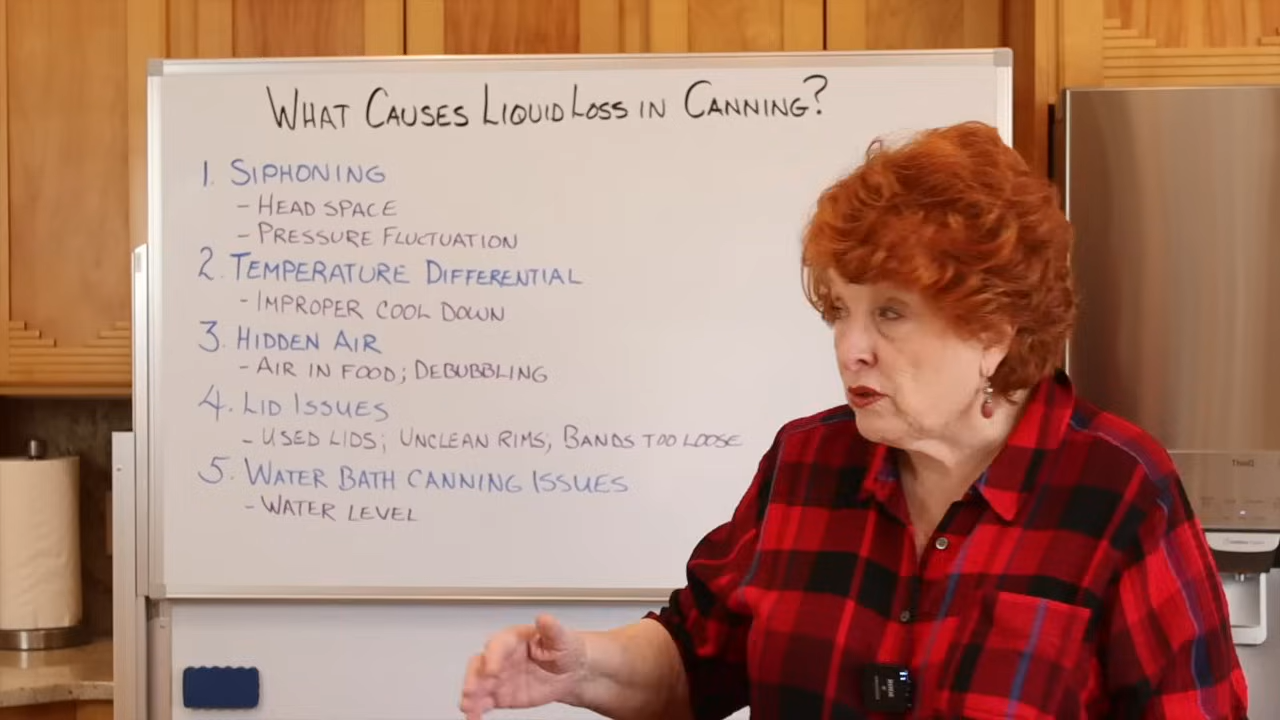 WHAT CAUSES LIQUID LOSS IN CANNING?
1. SIPHONING
- HEAD SPACE
- PRESSURE FLUCTUATION
2. TEMPERATURE DIFFERENTIAL
- IMPROPER COOL DOWN
3. HIDDEN AIR
- AIR IN FOOD; DEBUBBLING
4. LID ISSUES
- USED LIDS; UNCLEAN RIMS; BANDS TOO LOOSE
5. WATER BATH CANNING ISSUES
- WATER LEVEL
ThinQ